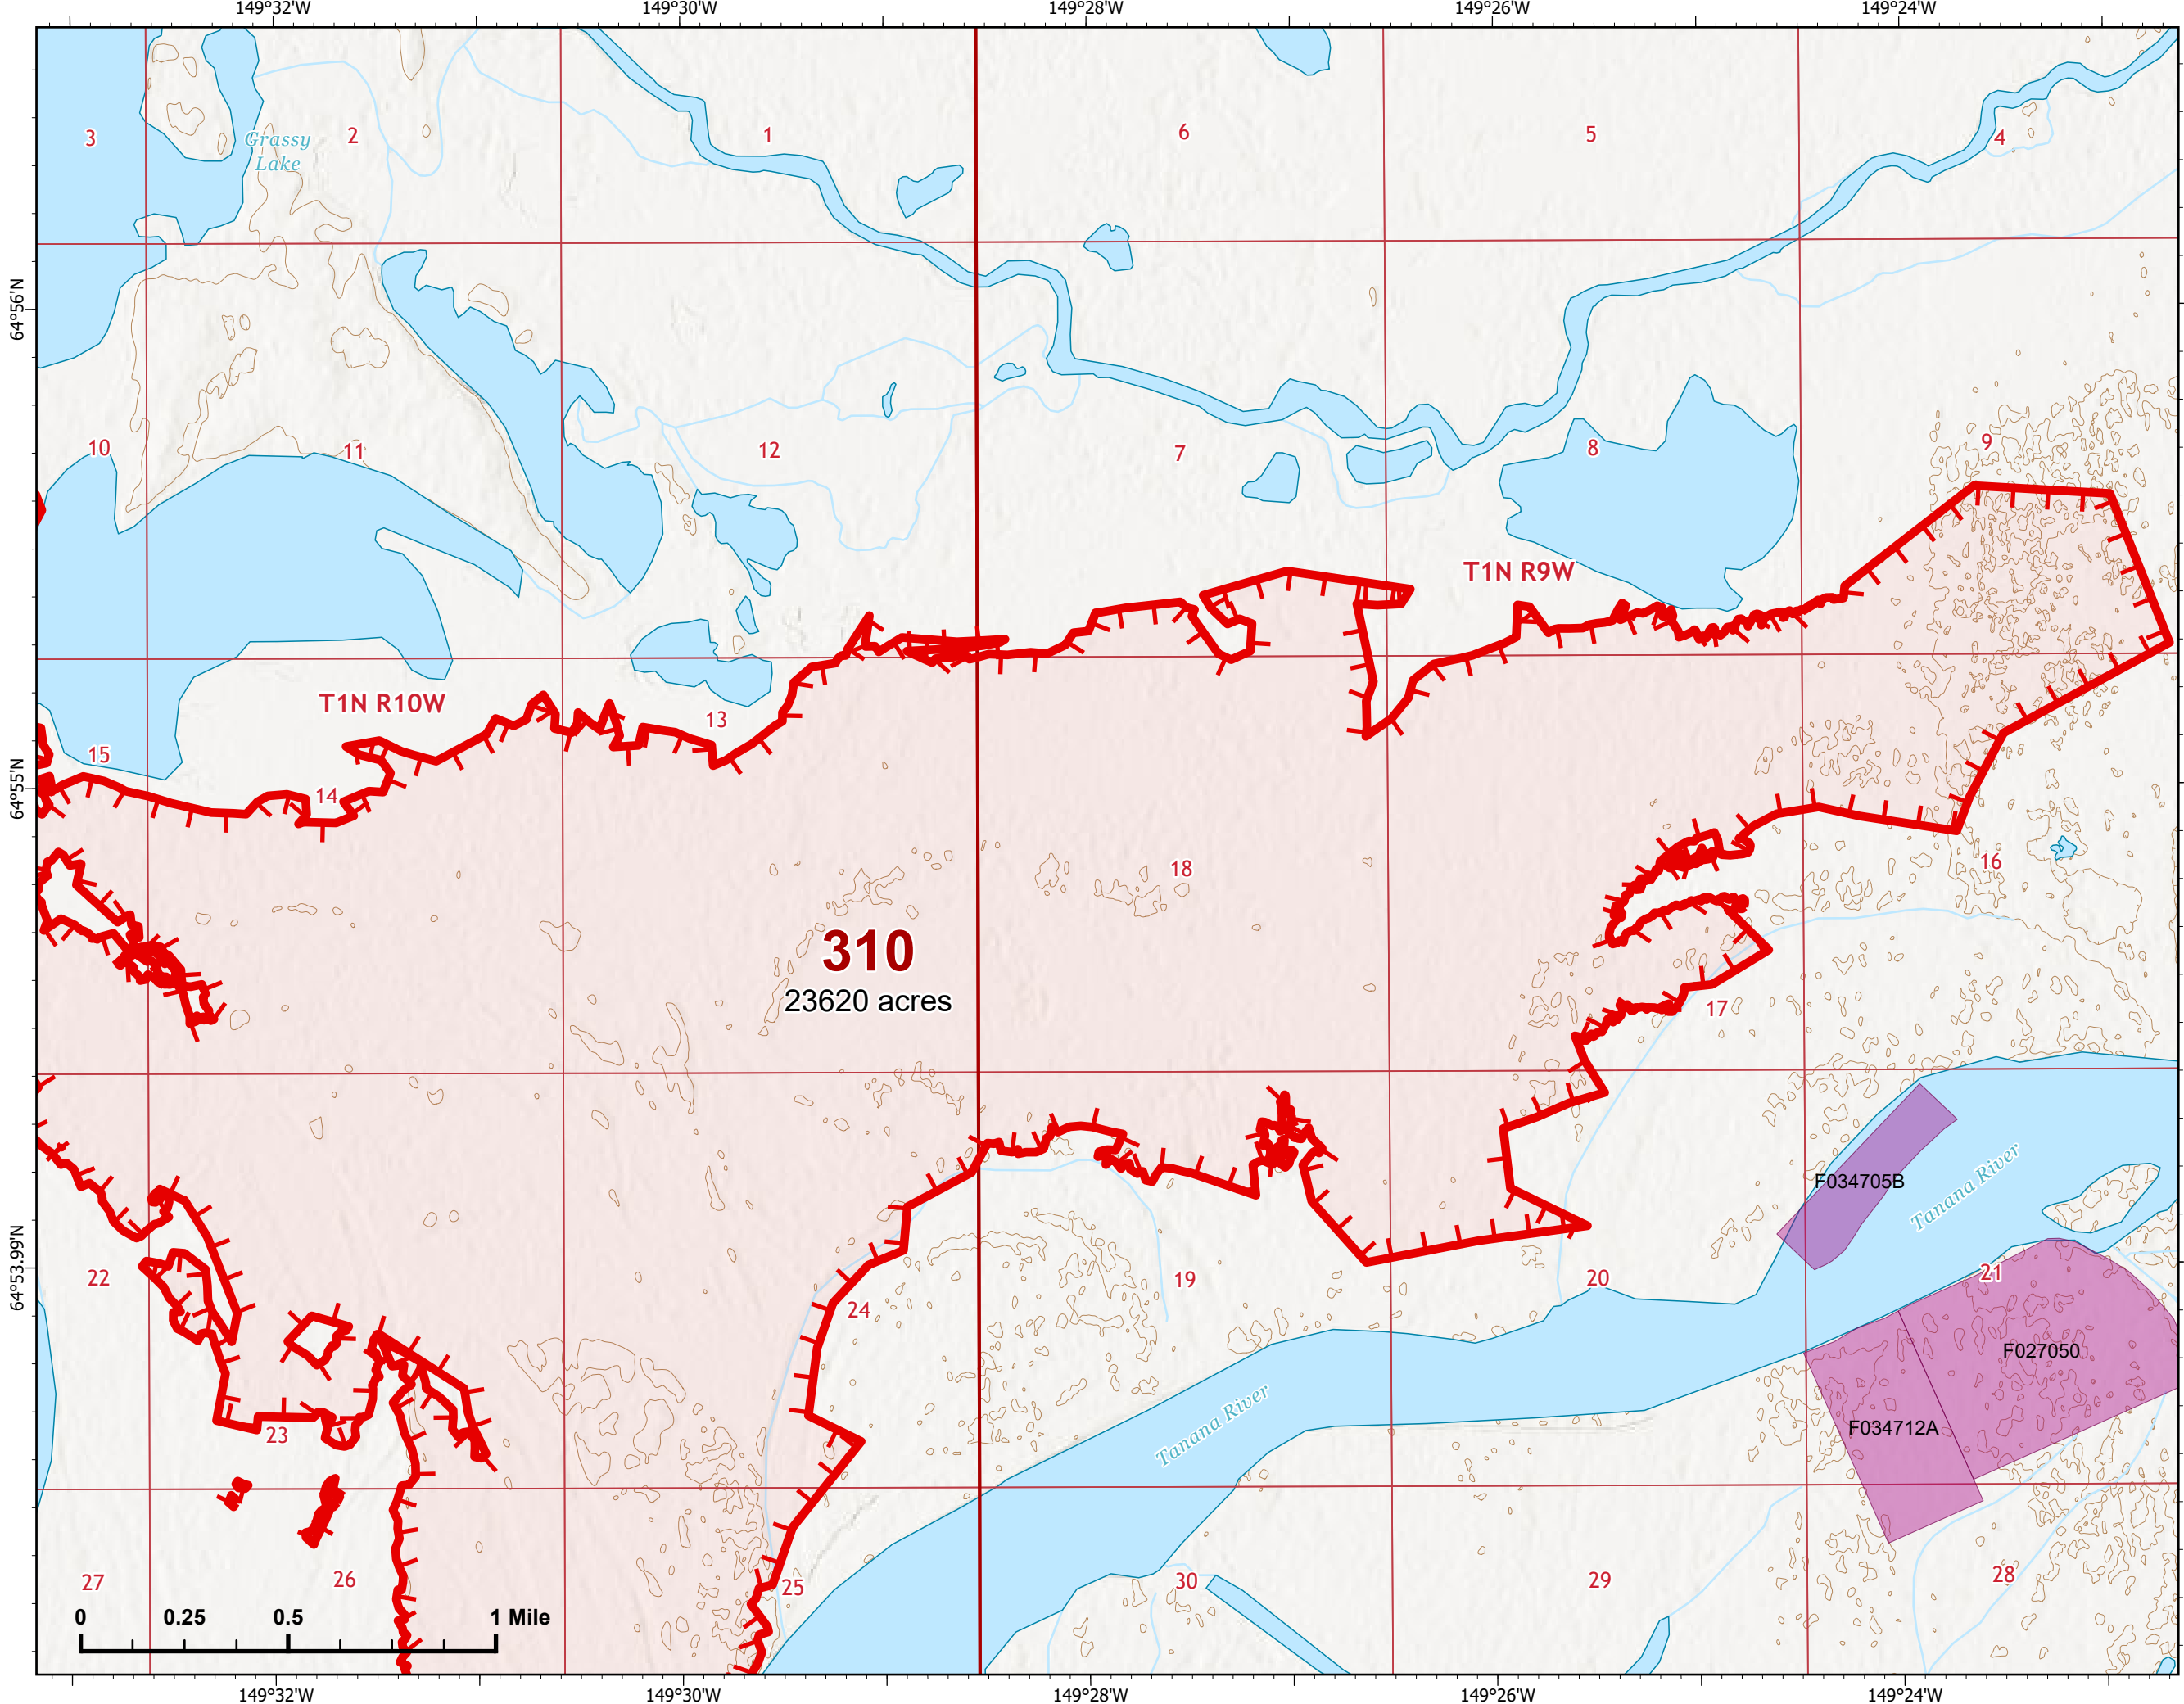 149°32'W 149°30'W 149°28'W 149°26'W 149°24'W
3 2 1 6 5 4
Grassy
Lake
64°56'N
10 11 12 7 8 9
T1N R9W
T1N R10W
13
15
14
64°55'N
18
16
310
23620 acres
17
F034705B
Tanana River
64°53.99'N
22
24
19
20
21
F027050
Tanana River
F034712A
23
27 26 25 30 29 28
0 0.25 0.5 1 Mile
149°32'W 149°30'W 149°28'W 149°26'W 149°24'W